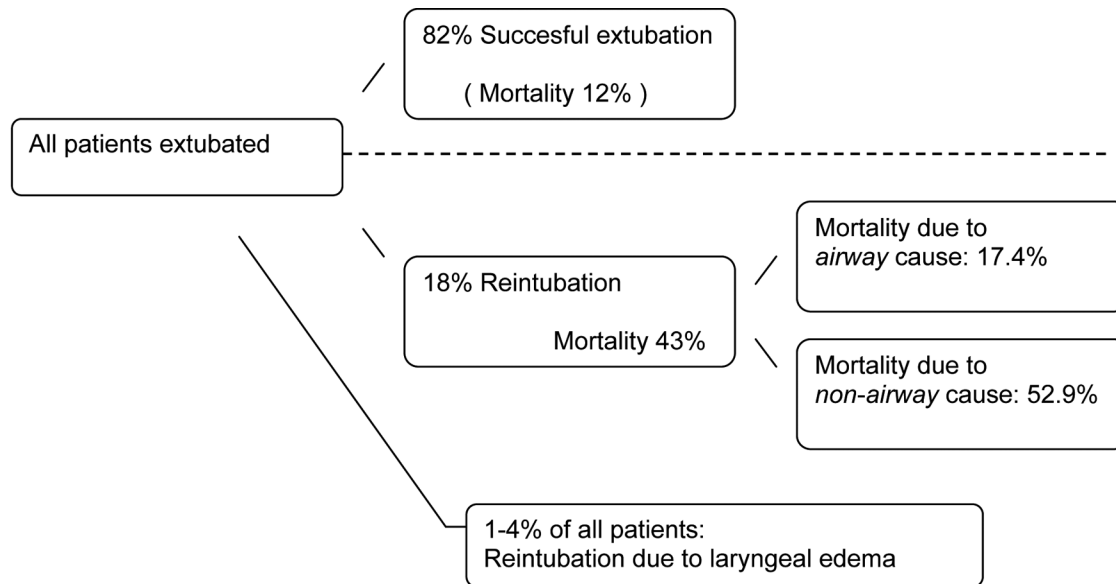 82% Succesful extubation
( Mortality 12% )
All patients extubated
Mortality due to
airway cause: 17.4%
18% Reintubation
Mortality 43%
Mortality due to
non-airway cause: 52.9%
1-4% of all patients:
Reintubation due to laryngeal edema